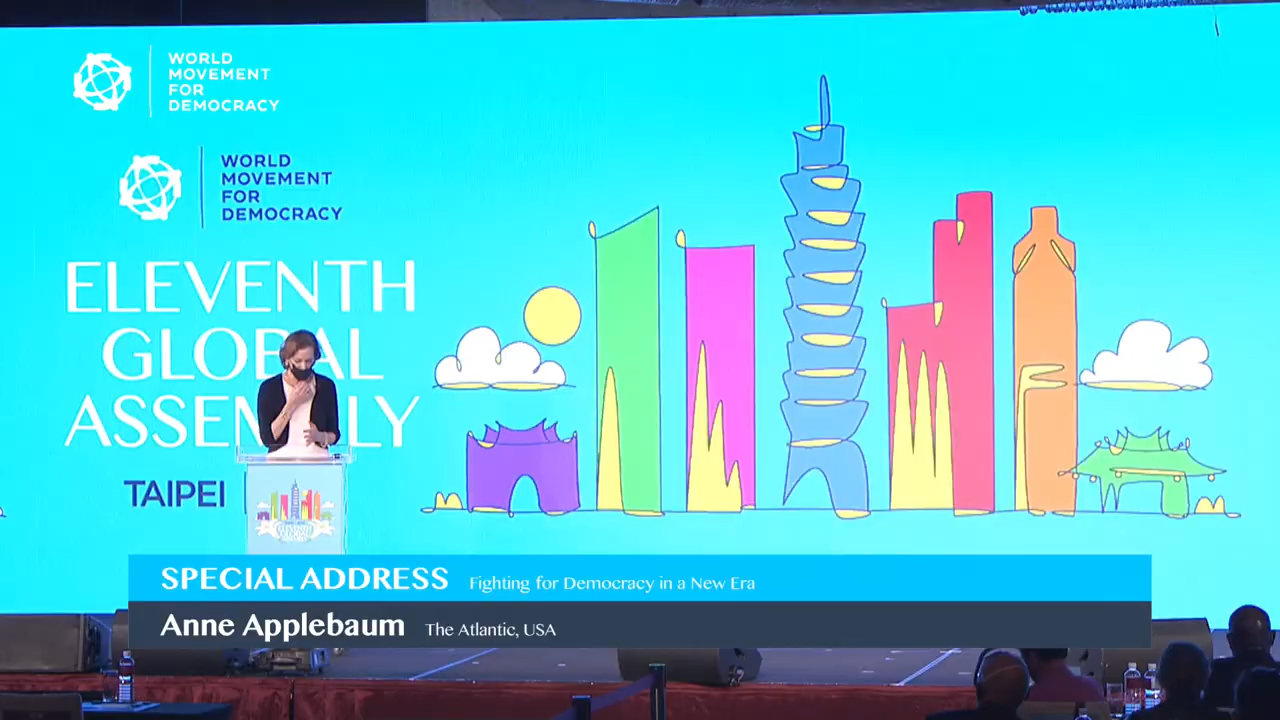 WORLD
MOVEMENT
FOR
DEMOCRACY
WORLD
MOVEMENT
FOR
DEMOCRACY
ELEVENTH
GLOBAL
TAIPEI
SPECIAL ADDRESS Fighting for Democracy in a New Era
Anne Applebaum The Atlantic, USA